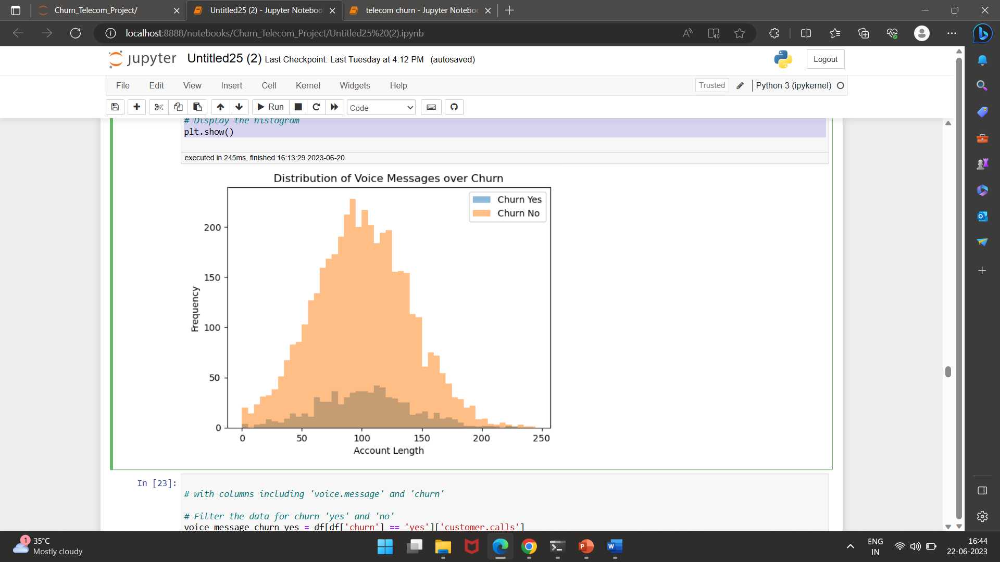 Churn_Telecom_Project/
Untitled25 (2) - Jupyter Noteboo
telecom churn - Jupyter Notebo
localhost:8888/notebooks/Churn_Telecom_Project/Untitled25%20(2).ipynb
jupyter Untitled25 (2) Last Checkpoint: Last Tuesday at 4:12 PM (autosaved)
Logout
File Edit View Insert Cell Kernel Widgets Help
Trusted
Python 3 (ipykernel)
Run
Code
# Display the histogram
plt.show()
executed in 245ms, finished 16:13:29 2023-06-20
Distribution of Voice Messages over Churn
Churn Yes
Churn No
200
150
100
50
0
Frequency
0 50 100 150 200 250
Account Length
In [23]:
# with columns including 'voice.message' and 'churn'
# Filter the data for churn 'yes' and 'no'
voice_message_churn_yes = df[df['churn'] == 'yes']['customer.calls']
1
35°C
Mostly cloudy
ENG
IN
16:44
22-06-2023